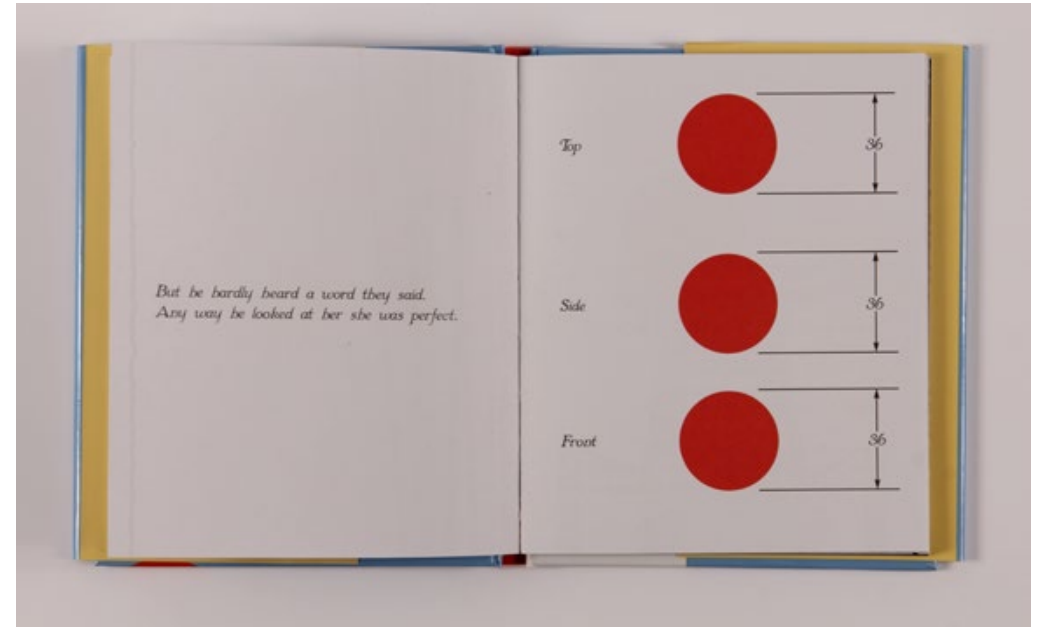 But he hardly heard a word they said.
Any way he looked at her she was perfect.
Top
36
Side
36
Front
36